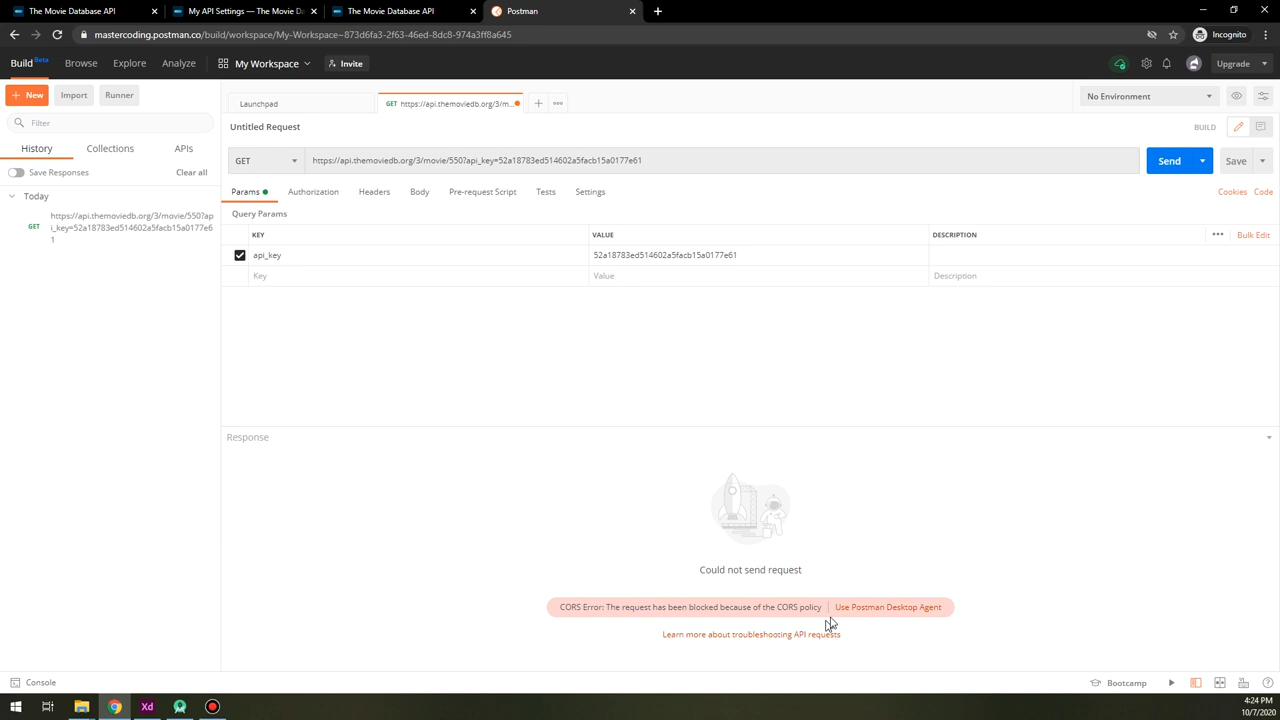 The Movie Database API
My API Settings — The Movie Da
The Movie Database API
Postman
mastercoding.postman.co/build/workspace/My-Workspace~873d6fa3-2f63-46ed-8dc8-974a3ff8a645
Incognito
Build Beta
Browse
Explore
Analyze
My Workspace
Invite
Upgrade
New
Import
Runner
Launchpad
GET https://api.themoviedb.org/3/m...
No Environment
Filter
Untitled Request
BUILD
History
Collections
APIs
GET
https://api.themoviedb.org/3/movie/550?api_key=52a18783ed514602a5facb15a0177e61
Send
Save
Save Responses
Clear all
Params
Authorization
Headers
Body
Pre-request Script
Tests
Settings
Cookies
Code
Today
GET
https://api.themoviedb.org/3/movie/550?ap
i_key=52a18783ed514602a5facb15a0177e6
1
Query Params
KEY
VALUE
DESCRIPTION
Bulk Edit
api_key
52a18783ed514602a5facb15a0177e61
Key
Value
Description
Response
Could not send request
CORS Error: The request has been blocked because of the CORS policy
Use Postman Desktop Agent
Learn more about troubleshooting API requests
Console
Bootcamp
Xd
4:24 PM
10/7/2020